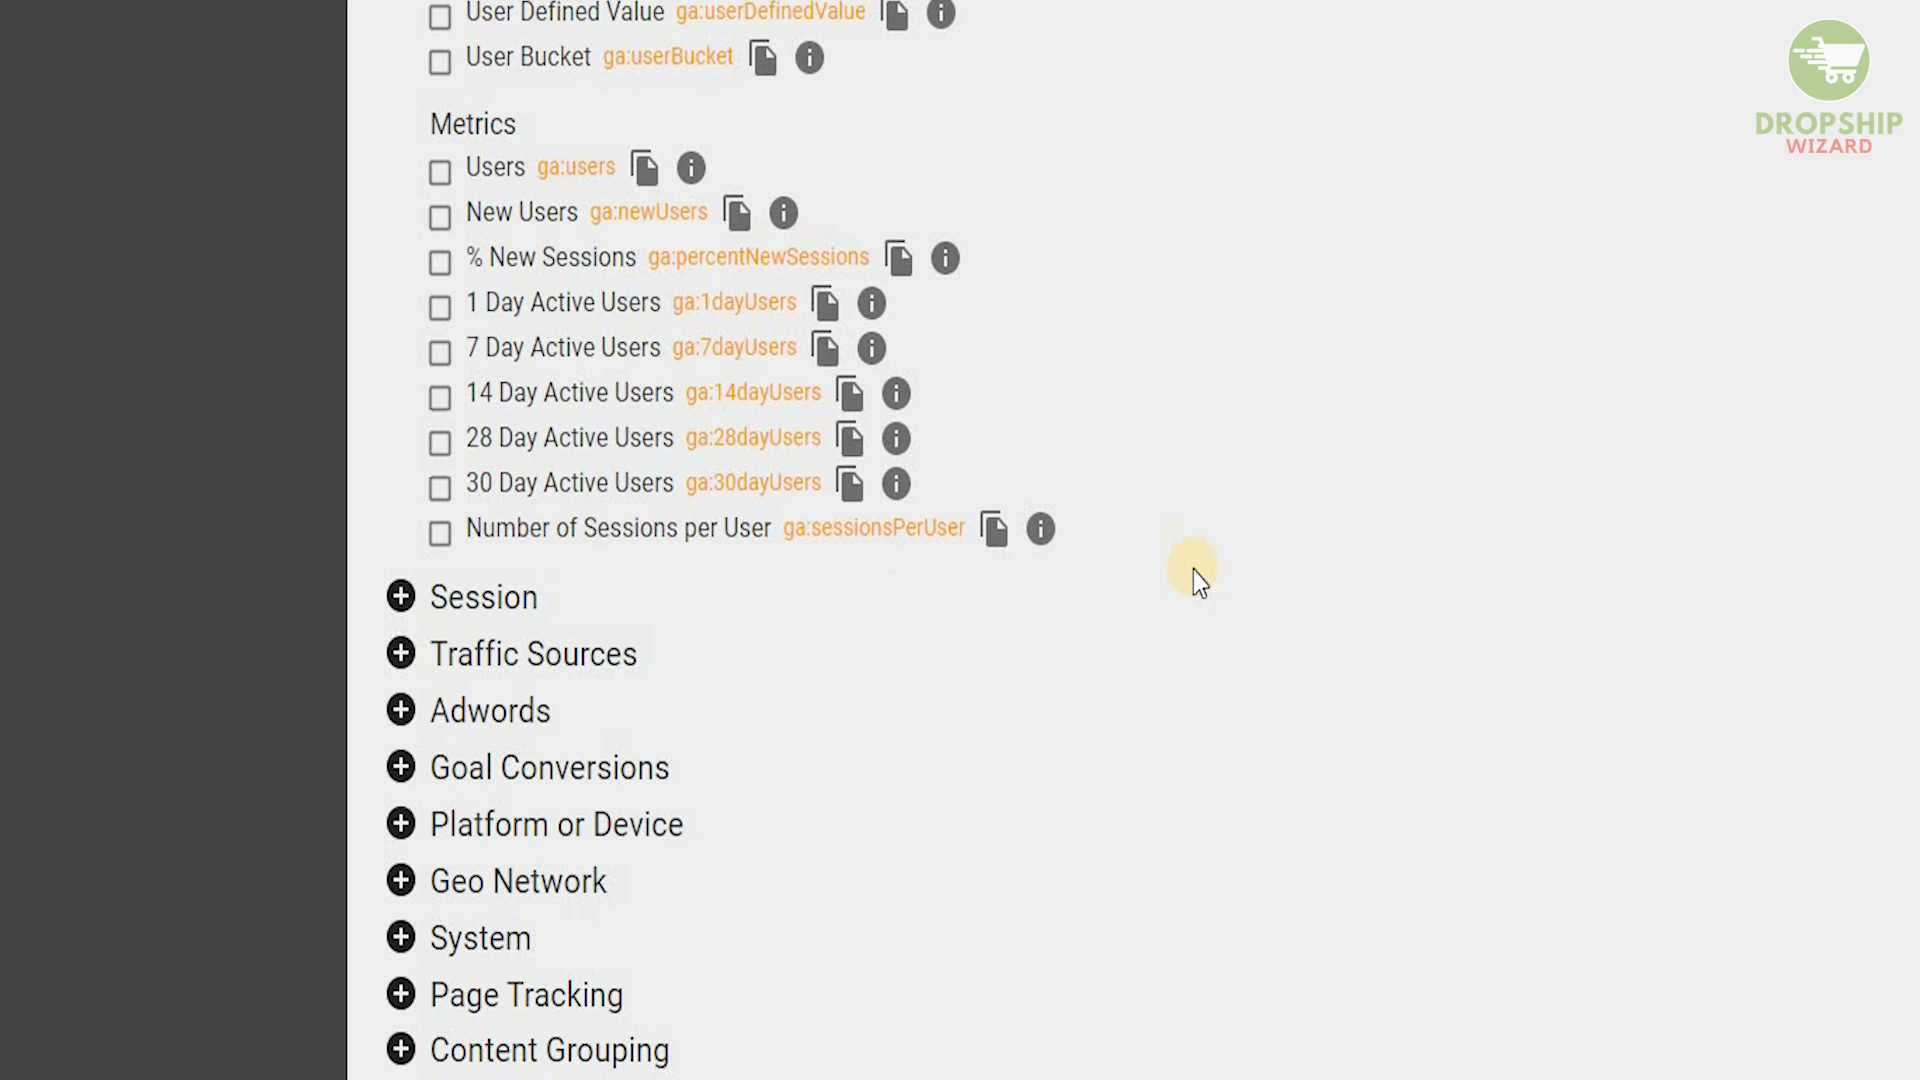 User Defined Value ga:userDefinedValue
User Bucket ga:userBucket
Metrics
Users ga:users
New Users ga:newUsers
% New Sessions ga:percentNewSessions
1 Day Active Users ga:1dayUsers
7 Day Active Users ga:7dayUsers
14 Day Active Users ga:14dayUsers
28 Day Active Users ga:28dayUsers
30 Day Active Users ga:30dayUsers
Number of Sessions per User ga:sessionsPerUser
Session
Traffic Sources
Adwords
Goal Conversions
Platform or Device
Geo Network
System
Page Tracking
Content Grouping
DROPSHIP
WIZARD